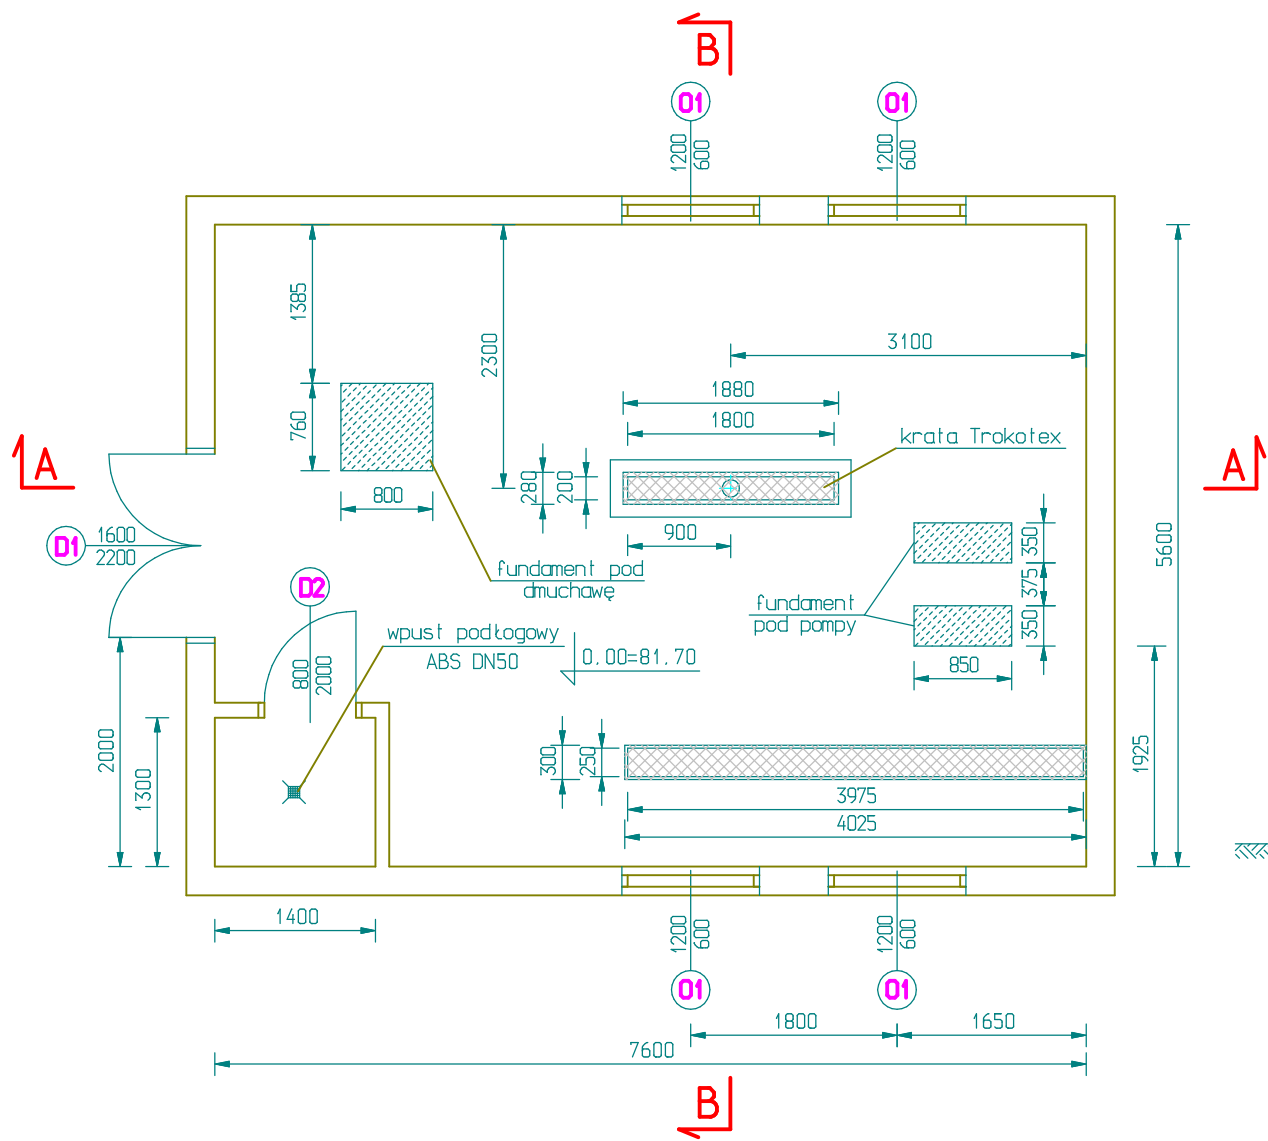 B
O1
O1
1200
600
1200
600
1385
2300
3100
1880
760
1800
krata Trokotex
A
A
280
200
800
900
350
D1
1600
2200
5600
fundament pod
dmuchawę
375
D2
fundament
pod pompy
350
wpust podłogowy
ABS DN50
0.00=81.70
800
2000
850
2000
1300
300
250
1925
3975
4025
1400
1200
600
1200
600
O1
O1
1800
1650
7600
B